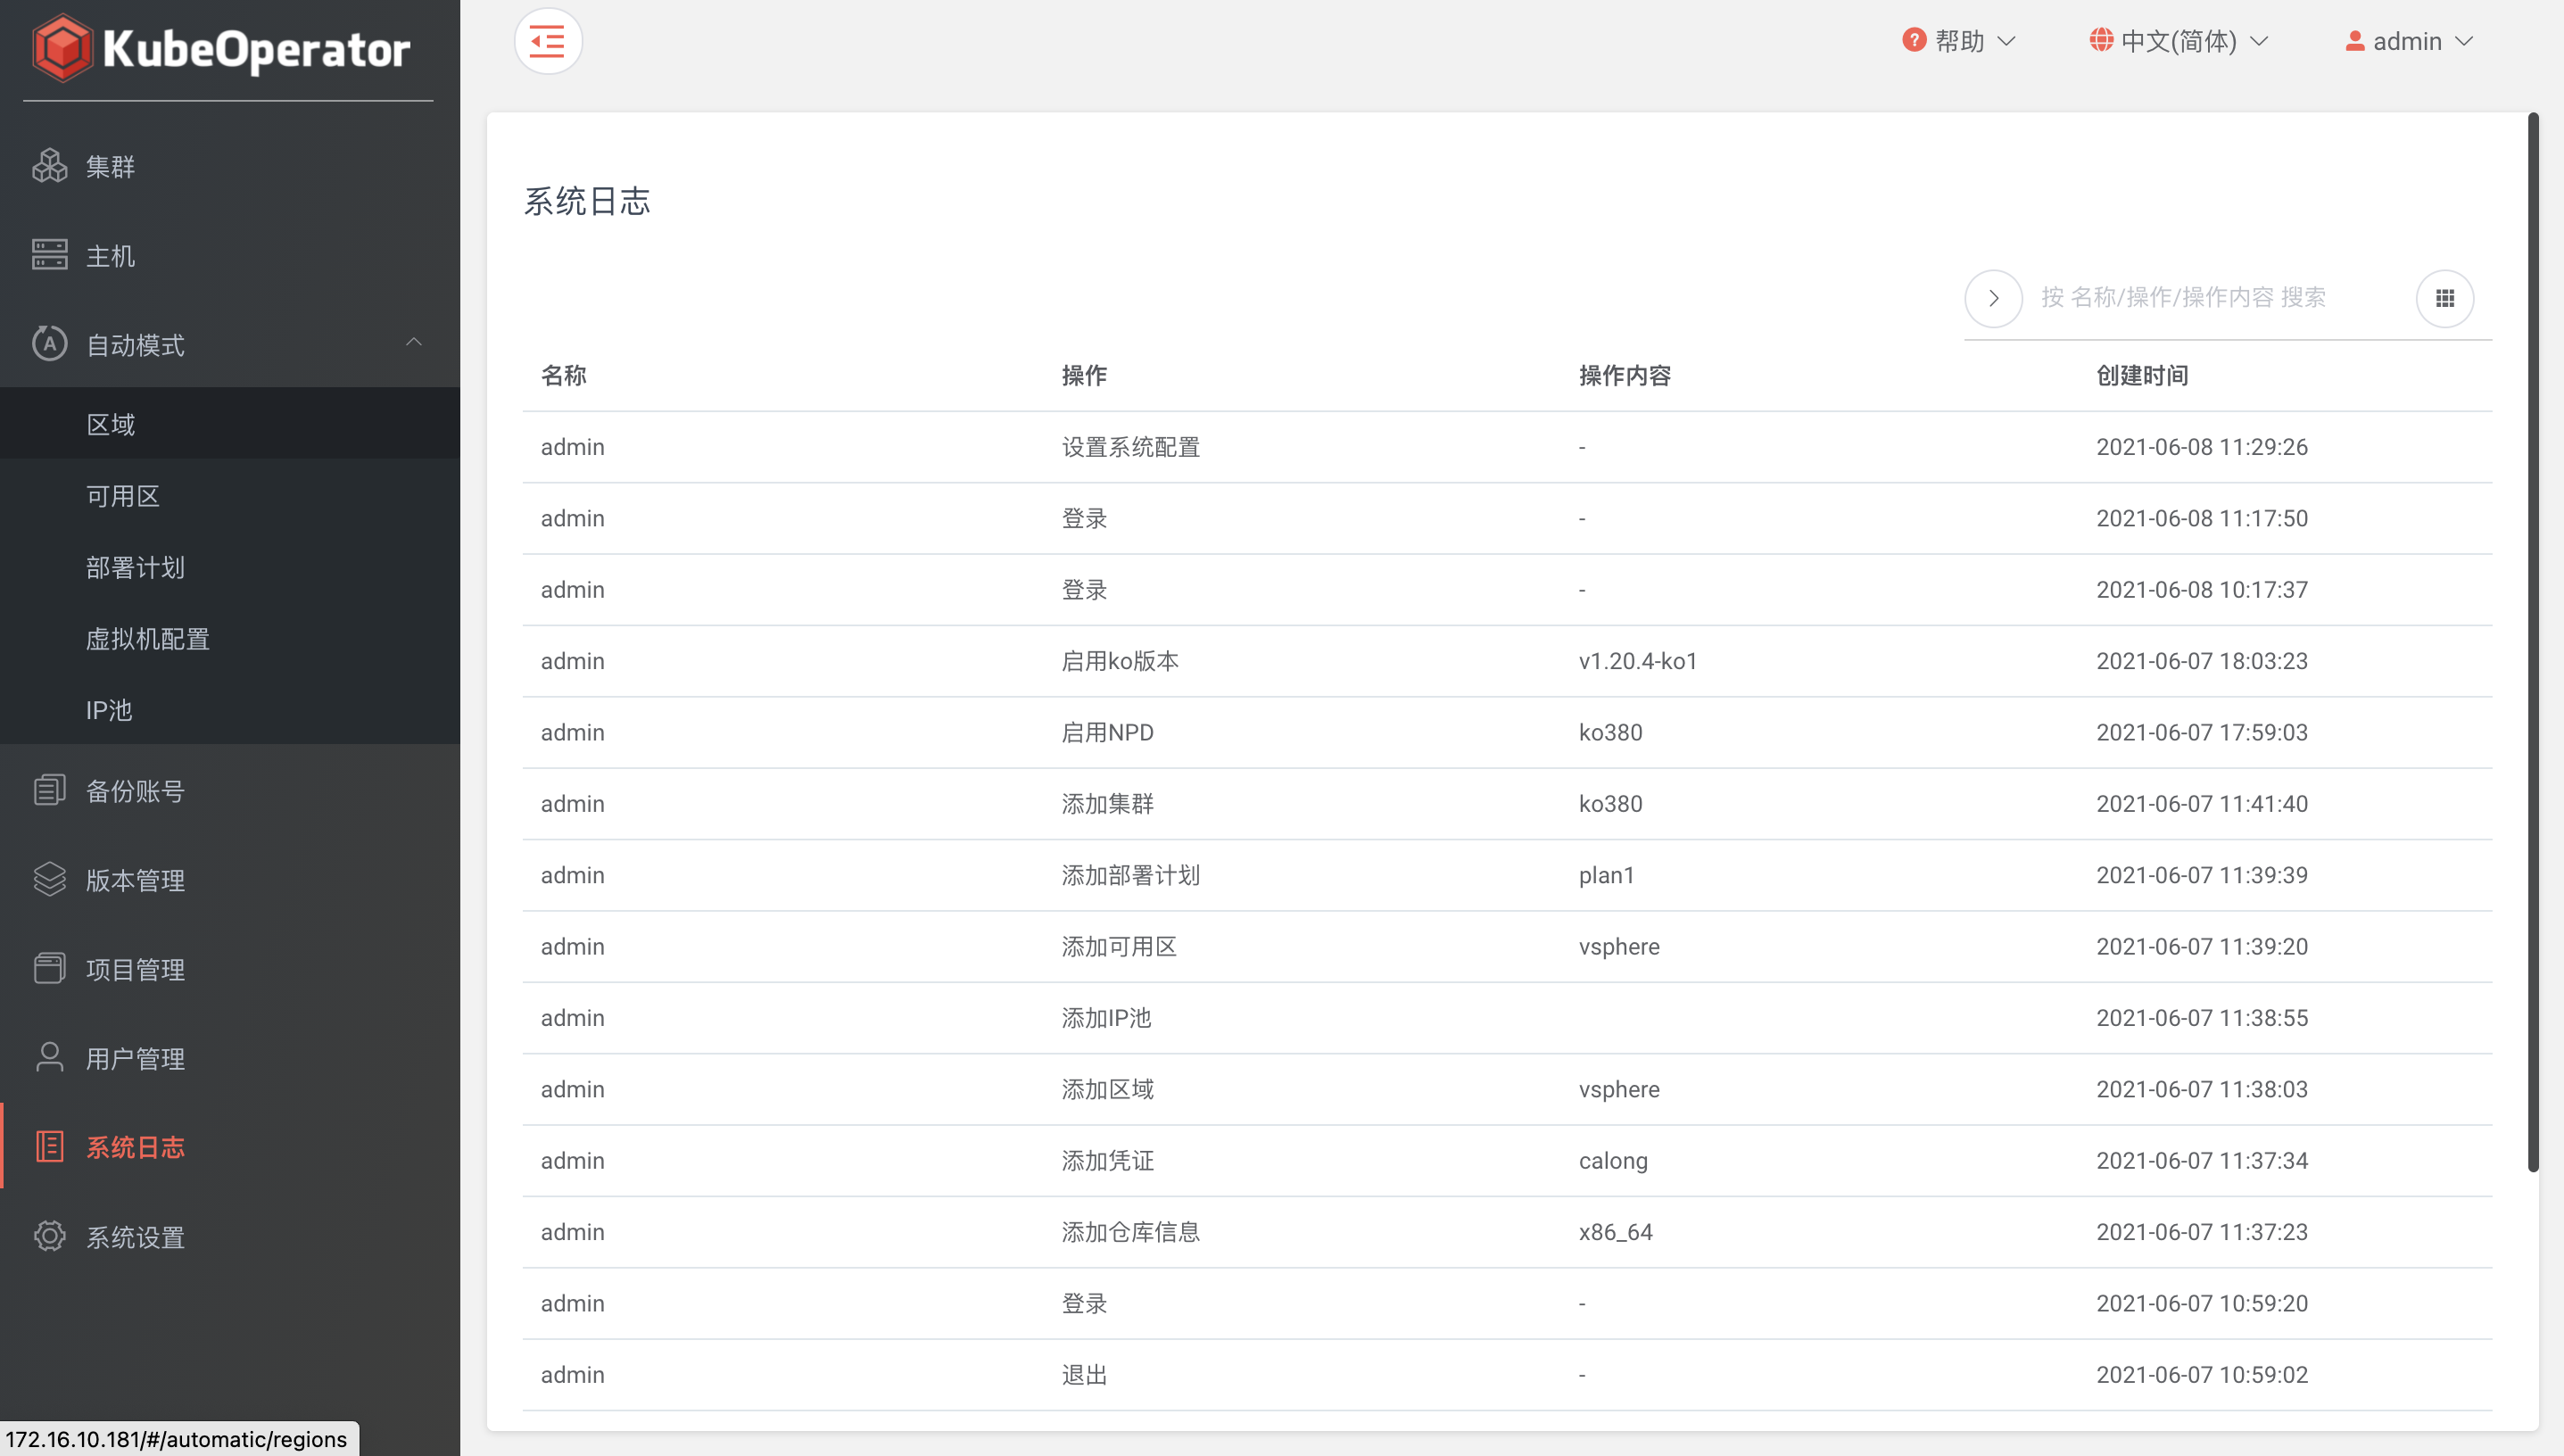 KubeOperator
集群
主机
自动模式
区域
可用区
部署计划
虚拟机配置
IP池
备份账号
版本管理
项目管理
用户管理
系统日志
系统设置
172.16.10.181/#/automatic/regions
帮助 中文(简体) admin
系统日志
按 名称/操作/操作内容 搜索
名称 操作 操作内容 创建时间
admin 设置系统配置 - 2021-06-08 11:29:26
admin 登录 - 2021-06-08 11:17:50
admin 登录 - 2021-06-08 10:17:37
admin 启用ko版本 v1.20.4-ko1 2021-06-07 18:03:23
admin 启用NPD ko380 2021-06-07 17:59:03
admin 添加集群 ko380 2021-06-07 11:41:40
admin 添加部署计划 plan1 2021-06-07 11:39:39
admin 添加可用区 vsphere 2021-06-07 11:39:20
admin 添加IP池 2021-06-07 11:38:55
admin 添加区域 vsphere 2021-06-07 11:38:03
admin 添加凭证 calong 2021-06-07 11:37:34
admin 添加仓库信息 x86_64 2021-06-07 11:37:23
admin 登录 - 2021-06-07 10:59:20
admin 退出 - 2021-06-07 10:59:02